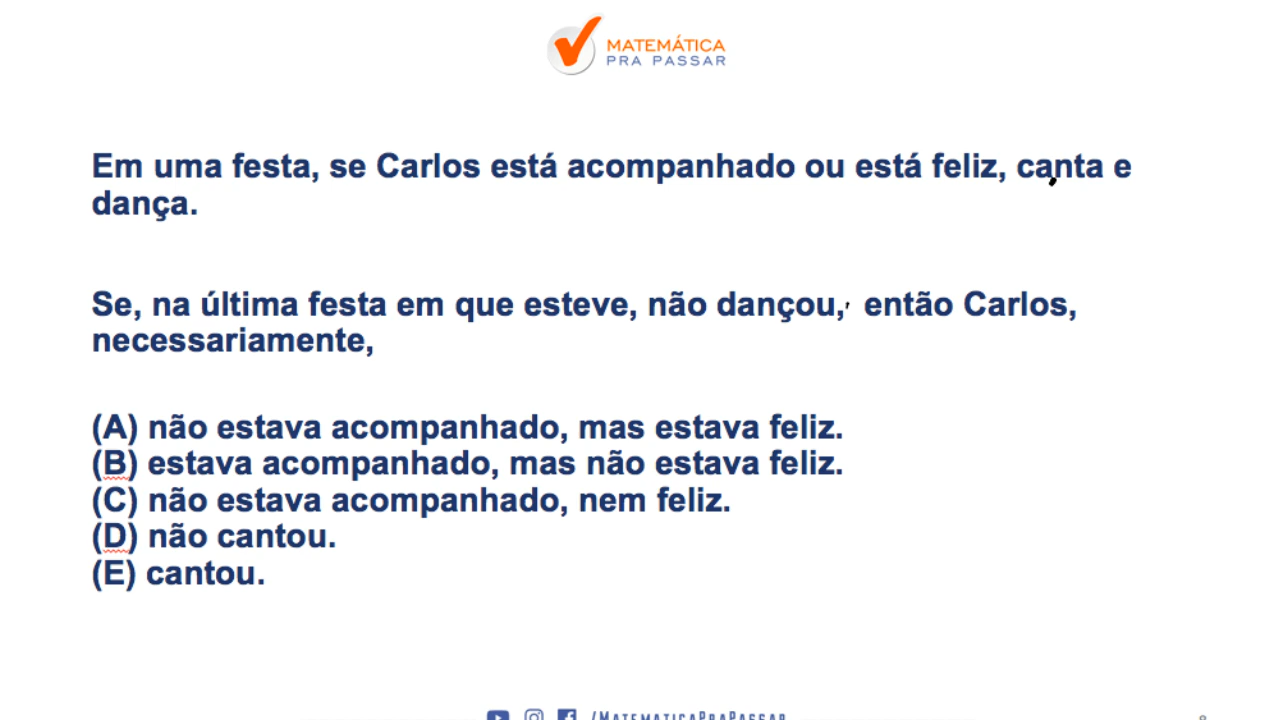 MATEMÁTICA
PRA PASSAR
Em uma festa, se Carlos está acompanhado ou está feliz, canta e
dança.
Se, na última festa em que esteve, não dançou, então Carlos,
necessariamente,
(A) não estava acompanhado, mas estava feliz.
(B) estava acompanhado, mas não estava feliz.
(C) não estava acompanhado, nem feliz.
(D) não cantou.
(E) cantou.
/MATEMATICAPRAPASSAR